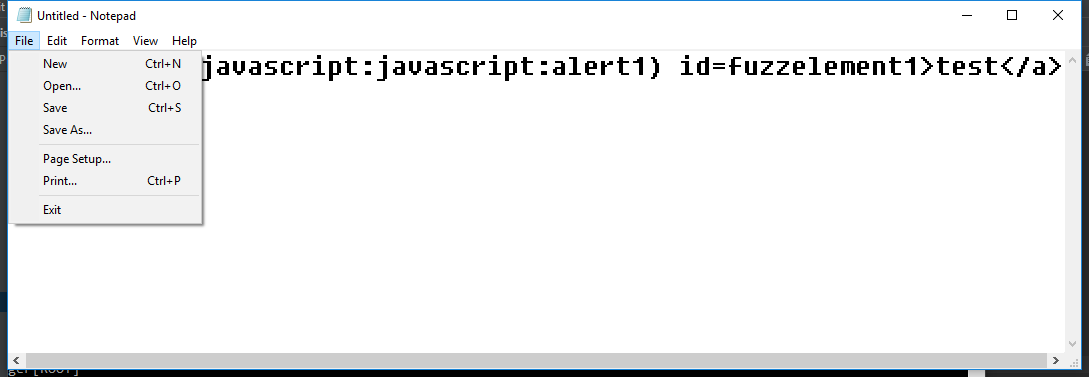 Untitled - Notepad
File Edit Format View Help
javascript:javascript:alert1) id=fuzzelement1>test</a>
New Ctrl+N
Open... Ctrl+O
Save Ctrl+S
Save As...
Page Setup...
Print... Ctrl+P
Exit